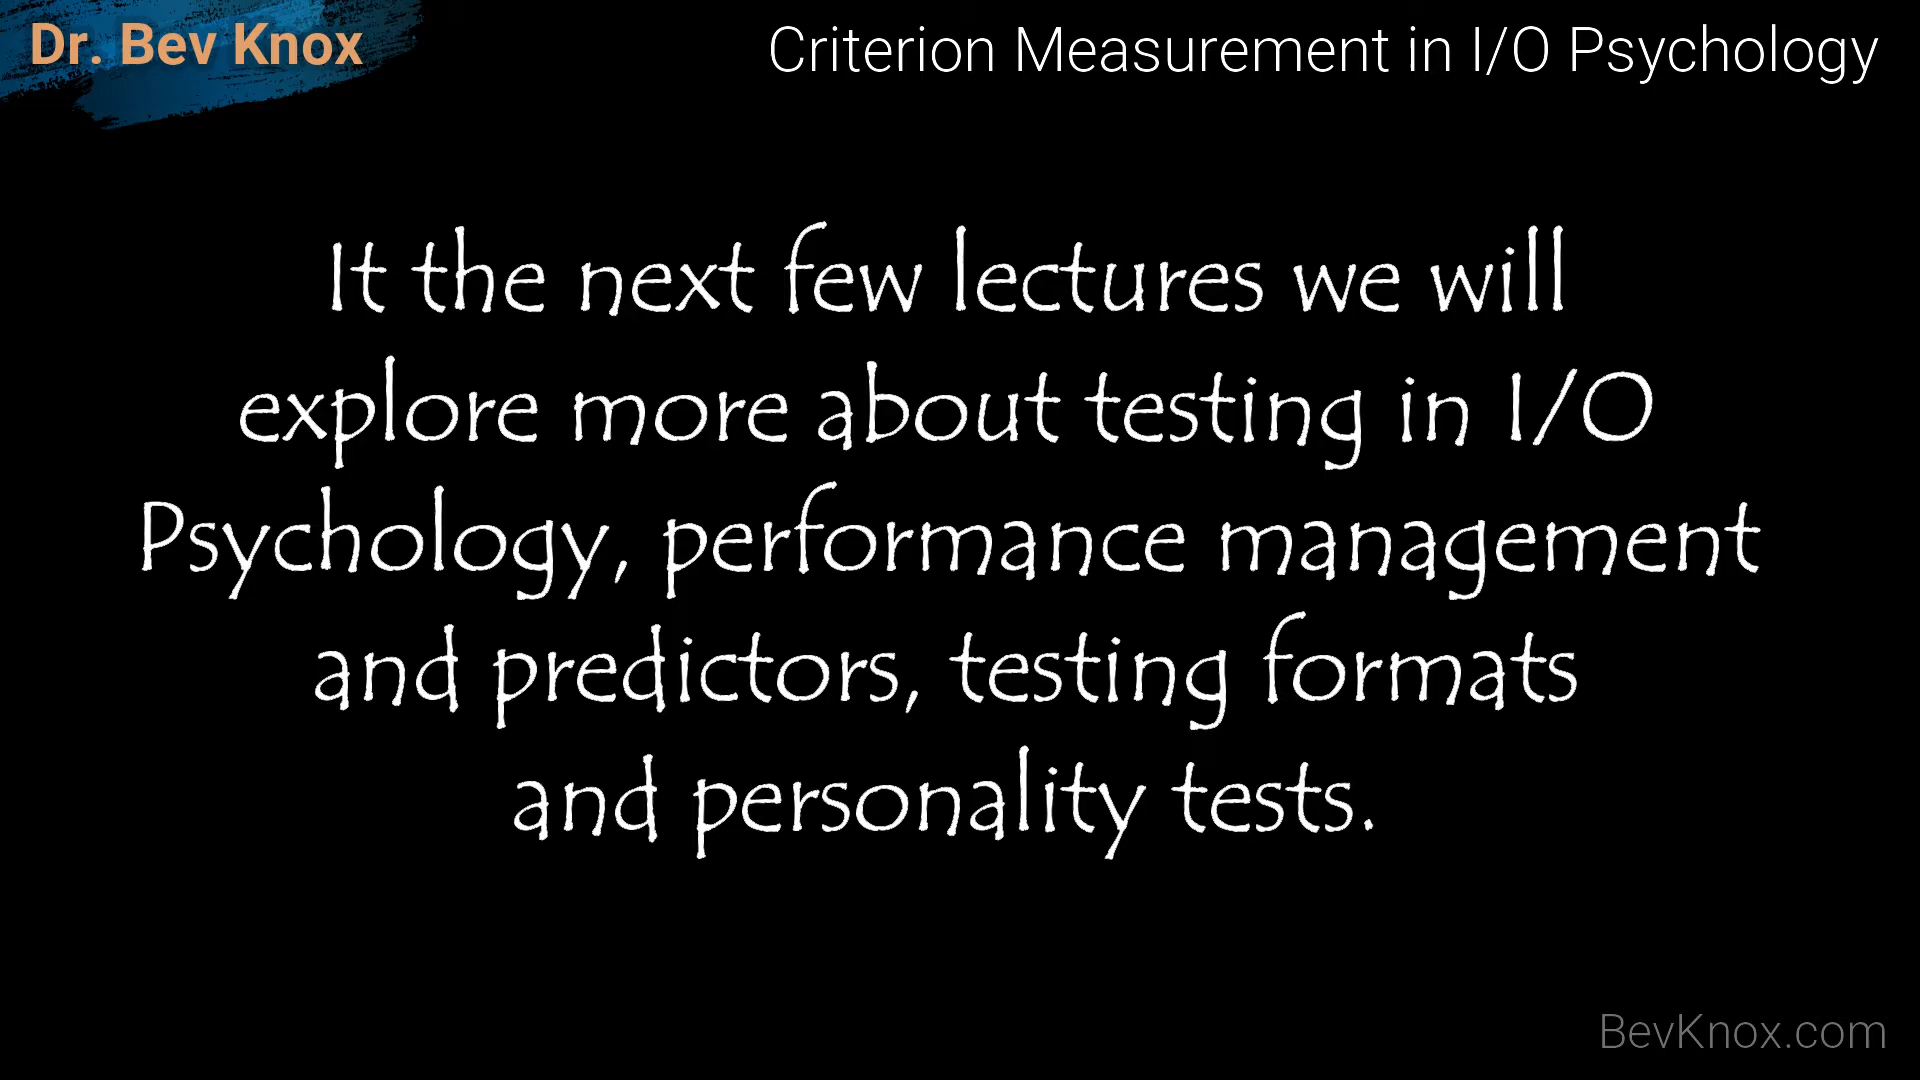 Dr. Bev Knox
Criterion Measurement in I/O Psychology
It the next few lectures we will
explore more about testing in I/O
Psychology, performance management
and predictors, testing formats
and personality tests.
BevKnox.com